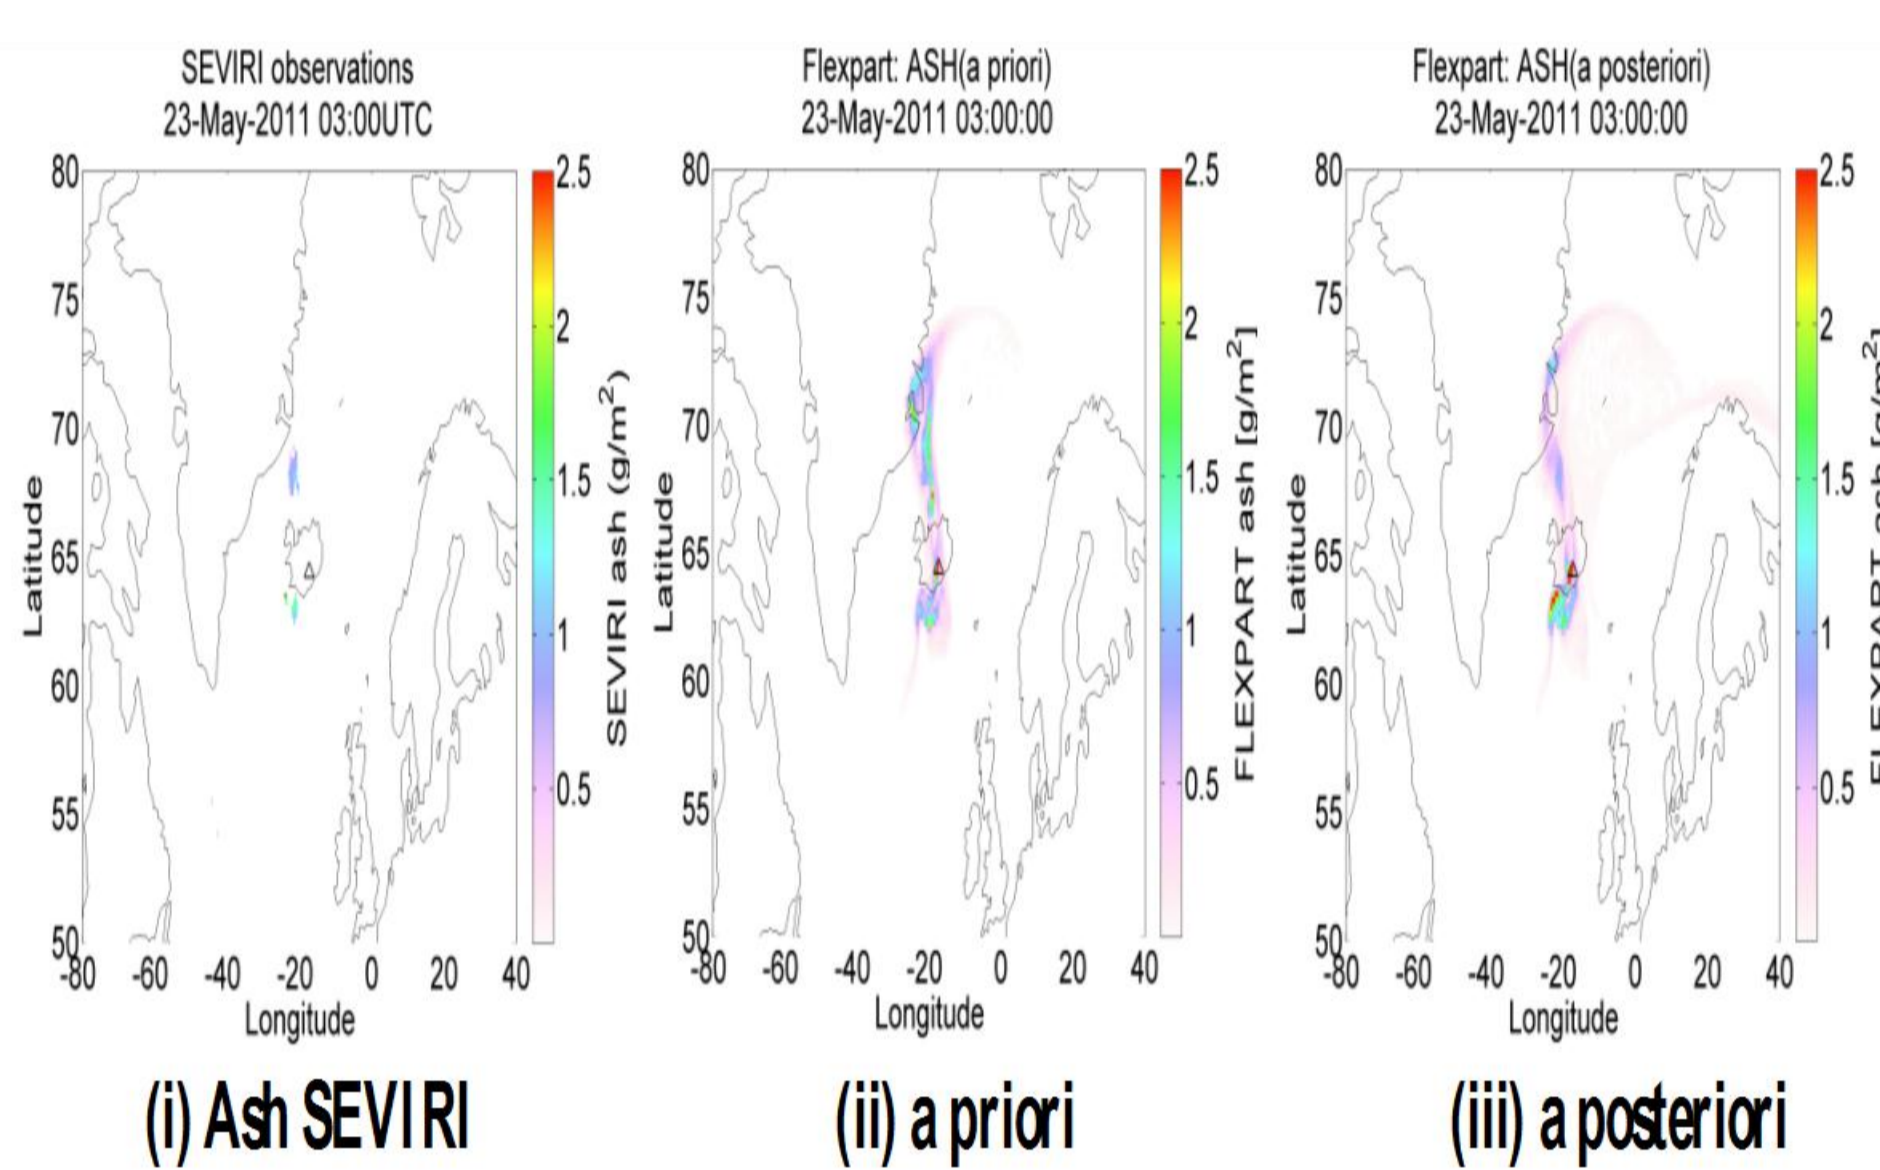 SEVIRI observations
23-May-2011 03:00UTC
80
75
70
65
60
55
50
Latitude
-80 -60 -40 -20 0 20 40
Longitude
2.5
2
1.5
1
0.5
SEVIRI ash (g/m²)
(i) Ash SEVIRI
Flexpart: ASH(a priori)
23-May-2011 03:00:00
80
75
70
65
60
55
50
Latitude
-80 -60 -40 -20 0 20 40
Longitude
2.5
2
1.5
1
0.5
FLEXPART ash [g/m²]
(ii) a priori
Flexpart: ASH(a posteriori)
23-May-2011 03:00:00
80
75
70
65
60
55
50
Latitude
-80 -60 -40 -20 0 20 40
Longitude
2.5
2
1.5
1
0.5
FLEXPART ash [g/m²]
(iii) a posteriori